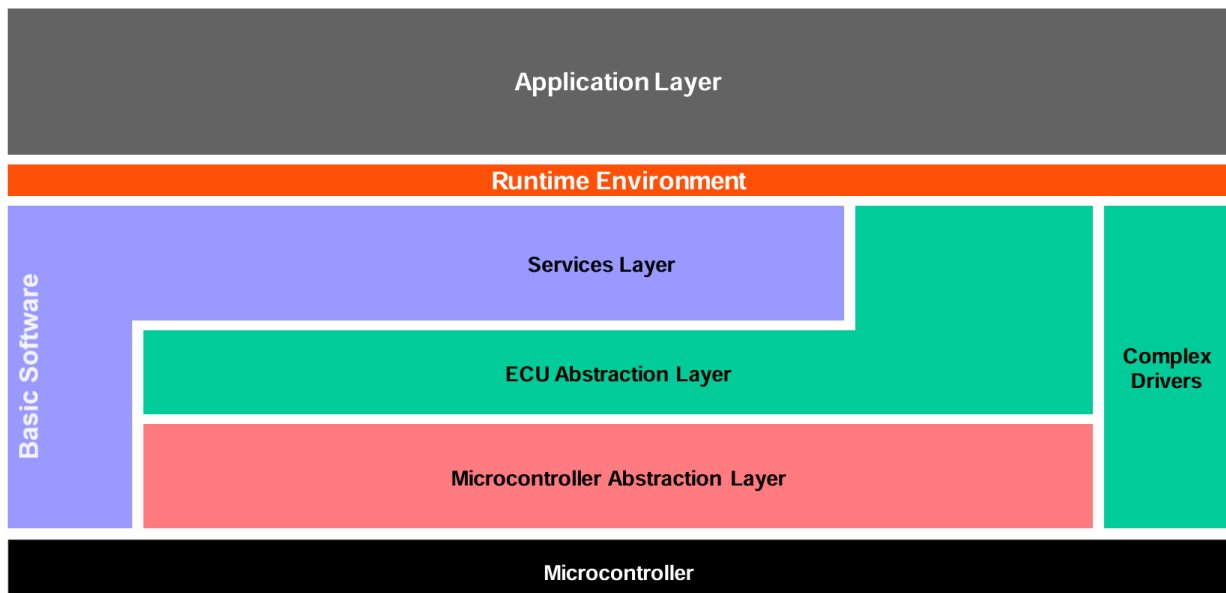 Application Layer
Runtime Environment
Services Layer
Basic Software
ECU Abstraction Layer
Complex
Drivers
Microcontroller Abstraction Layer
Microcontroller